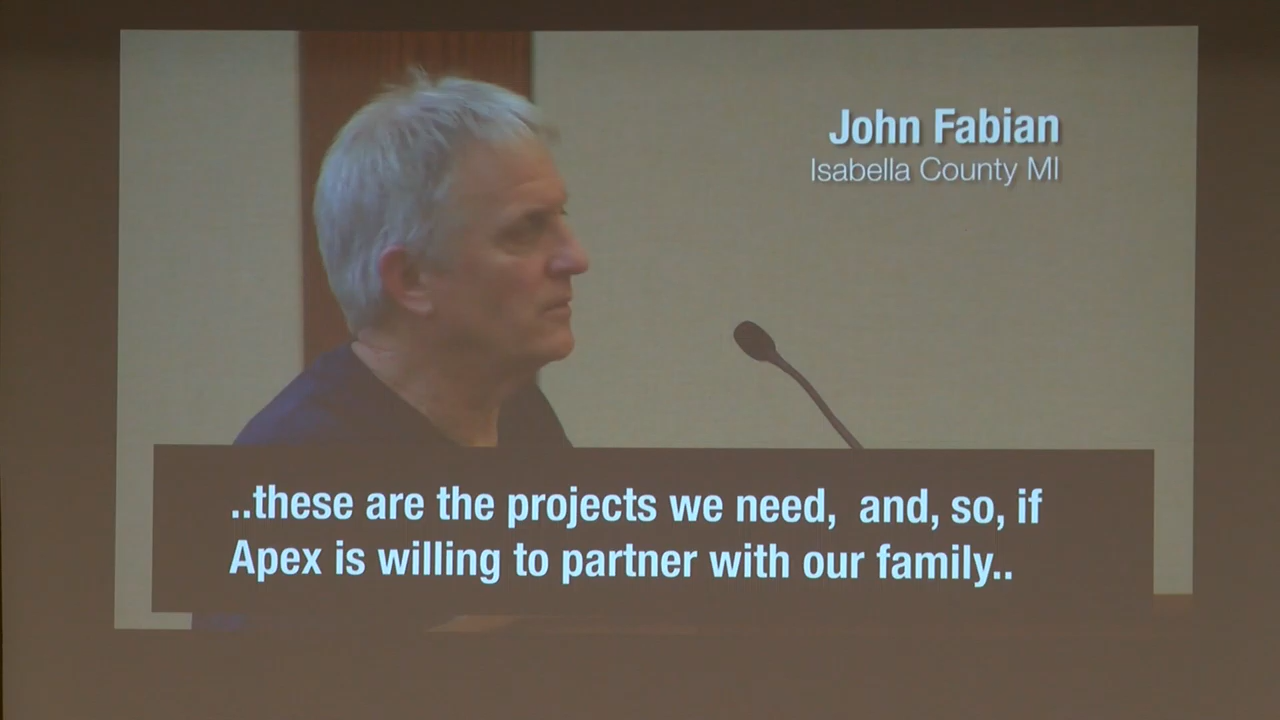 John Fabian
Isabella County MI
..these are the projects we need, and, so, if
Apex is willing to partner with our family..